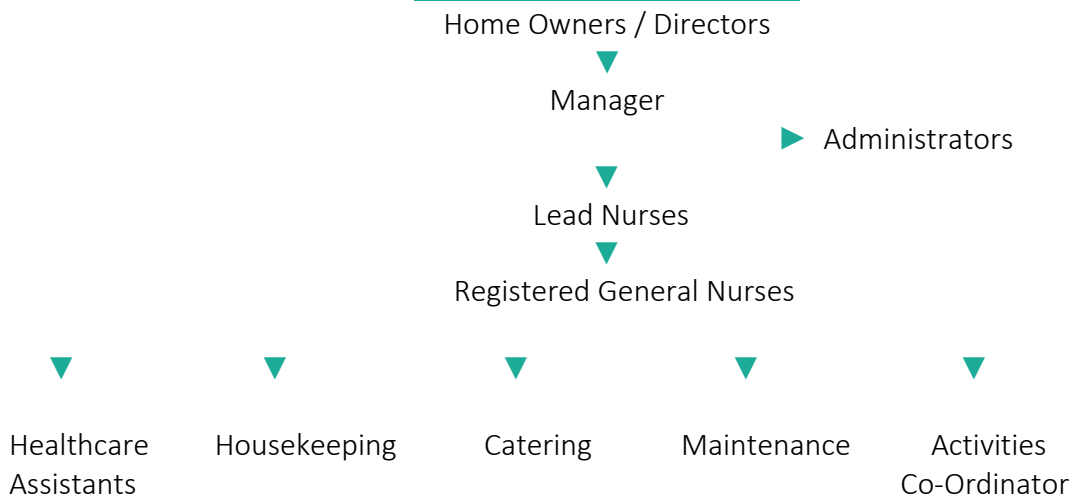 Home Owners / Directors
Manager
Administrators
Lead Nurses
Registered General Nurses
Healthcare Assistants
Housekeeping
Catering
Maintenance
Activities Co-Ordinator